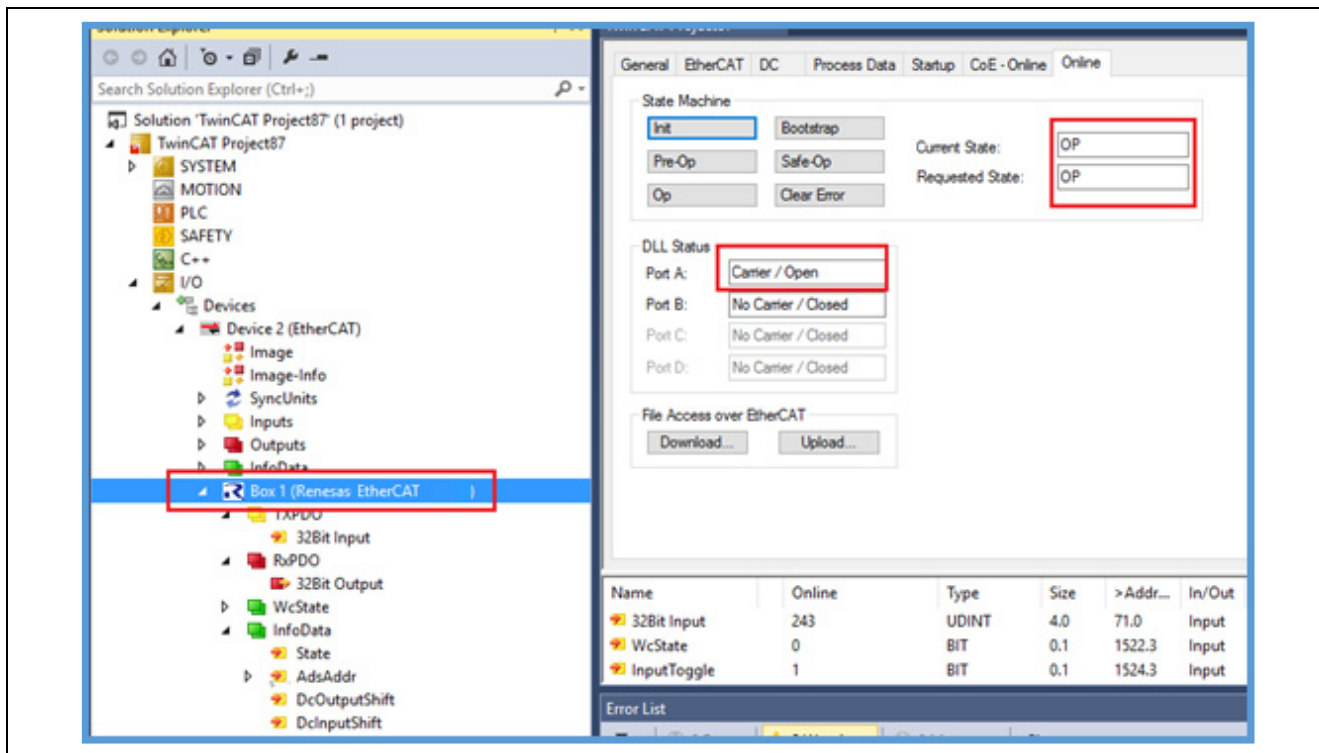 Solution Explorer
Search Solution Explorer (Ctrl+;)
Solution 'TwinCAT Project87' (1 project)
TwinCAT Project87
SYSTEM
MOTION
PLC
SAFETY
C++
I/O
Devices
Device 2 (EtherCAT)
Image
Image-Info
SyncUnits
Inputs
Outputs
InfoData
Box 1 (Renesas EtherCAT )
TXPDO
32Bit Input
RxPDO
32Bit Output
WcState
InfoData
State
AdsAddr
DcOutputShift
DcInputShift
TwinCAT Project87
General EtherCAT DC Process Data Startup CoE - Online Online
State Machine
Init Bootstrap
Pre-Op Safe-Op
Op Clear Error
Current State: OP
Requested State: OP
DLL Status
Port A: Carrier / Open
Port B: No Carrier / Closed
Port C: No Carrier / Closed
Port D: No Carrier / Closed
File Access over EtherCAT
Download... Upload...
Name Online Type Size >Addr... In/Out
32Bit Input 243 UDINT 4.0 71.0 Input
WcState 0 BIT 0.1 1522.3 Input
InputToggle 1 BIT 0.1 1524.3 Input
Error List